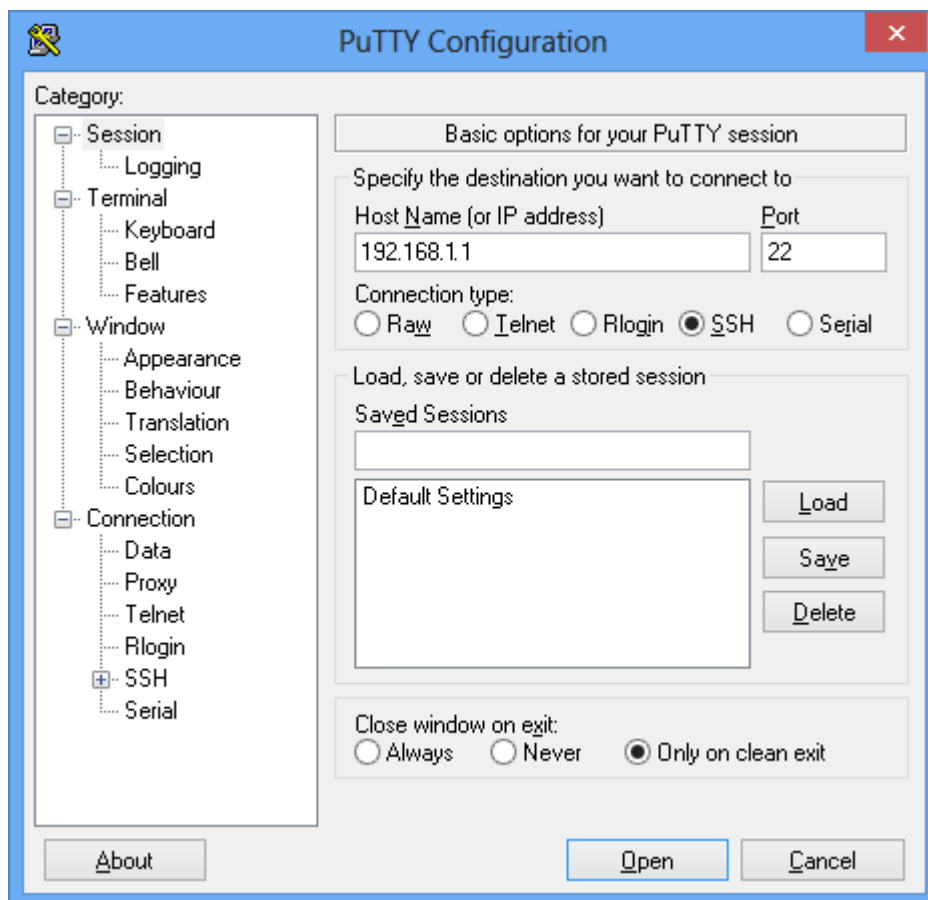 PuTTY Configuration
Category:
Session
Logging
Terminal
Keyboard
Bell
Features
Window
Appearance
Behaviour
Translation
Selection
Colours
Connection
Data
Proxy
Telnet
Rlogin
SSH
Serial
Basic options for your PuTTY session
Specify the destination you want to connect to
Host Name (or IP address) Port
192.168.1.1 22
Connection type:
Raw Telnet Rlogin SSH Serial
Load, save or delete a stored session
Saved Sessions
Default Settings
Load
Save
Delete
Close window on exit:
Always Never Only on clean exit
About Open Cancel